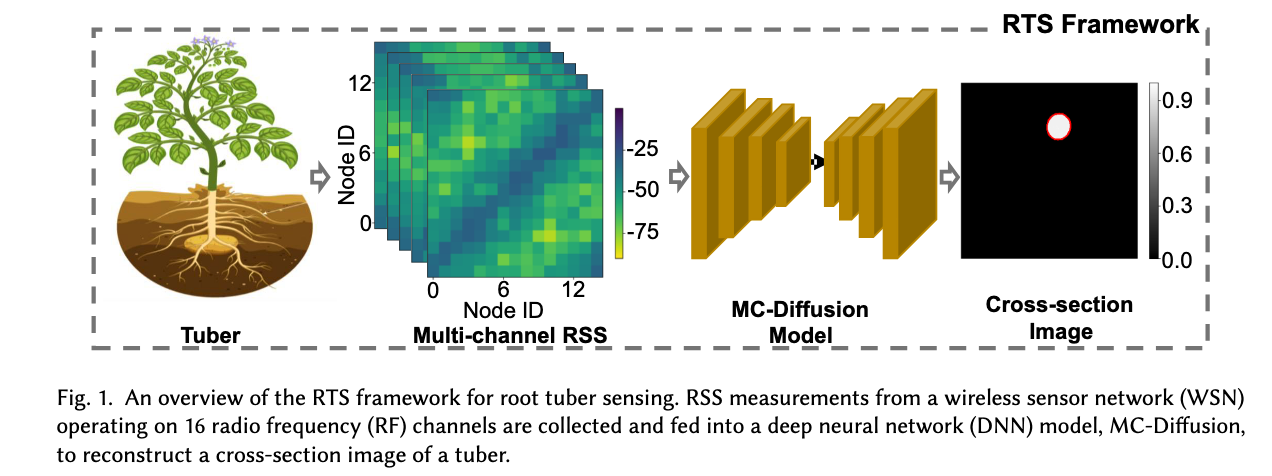 RTS Framework
12
6
0
Node ID
0 6 12
Node ID
-25
-50
-75
0.9
0.6
0.3
0.0
Tuber
Multi-channel RSS
MC-Diffusion
Model
Cross-section
Image
Fig. 1. An overview of the RTS framework for root tuber sensing. RSS measurements from a wireless sensor network (WSN)
operating on 16 radio frequency (RF) channels are collected and fed into a deep neural network (DNN) model, MC-Diffusion,
to reconstruct a cross-section image of a tuber.